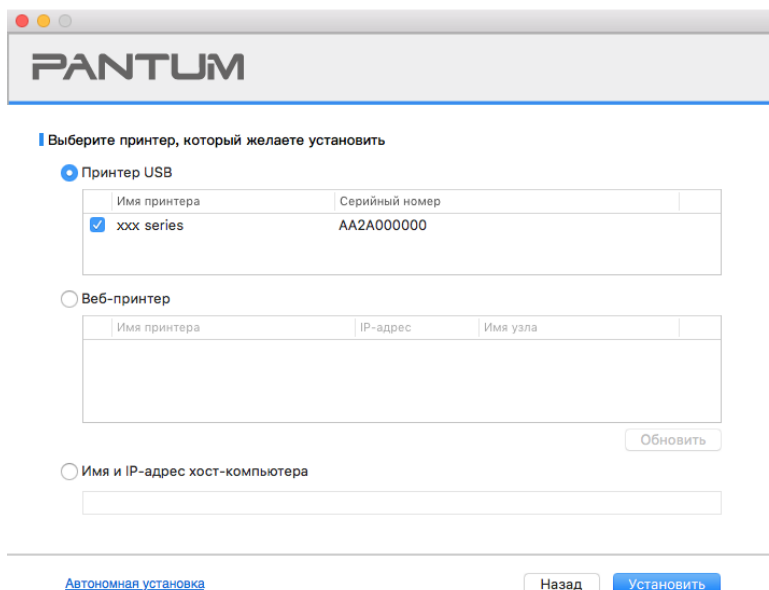 PANTUM
Выберите принтер, который желаете установить
Принтер USB
Имя принтера Серийный номер
xxx series AA2A000000
Веб-принтер
Имя принтера IP-адрес Имя узла
Обновить
Имя и IP-адрес хост-компьютера
Автономная установка Назад Установить